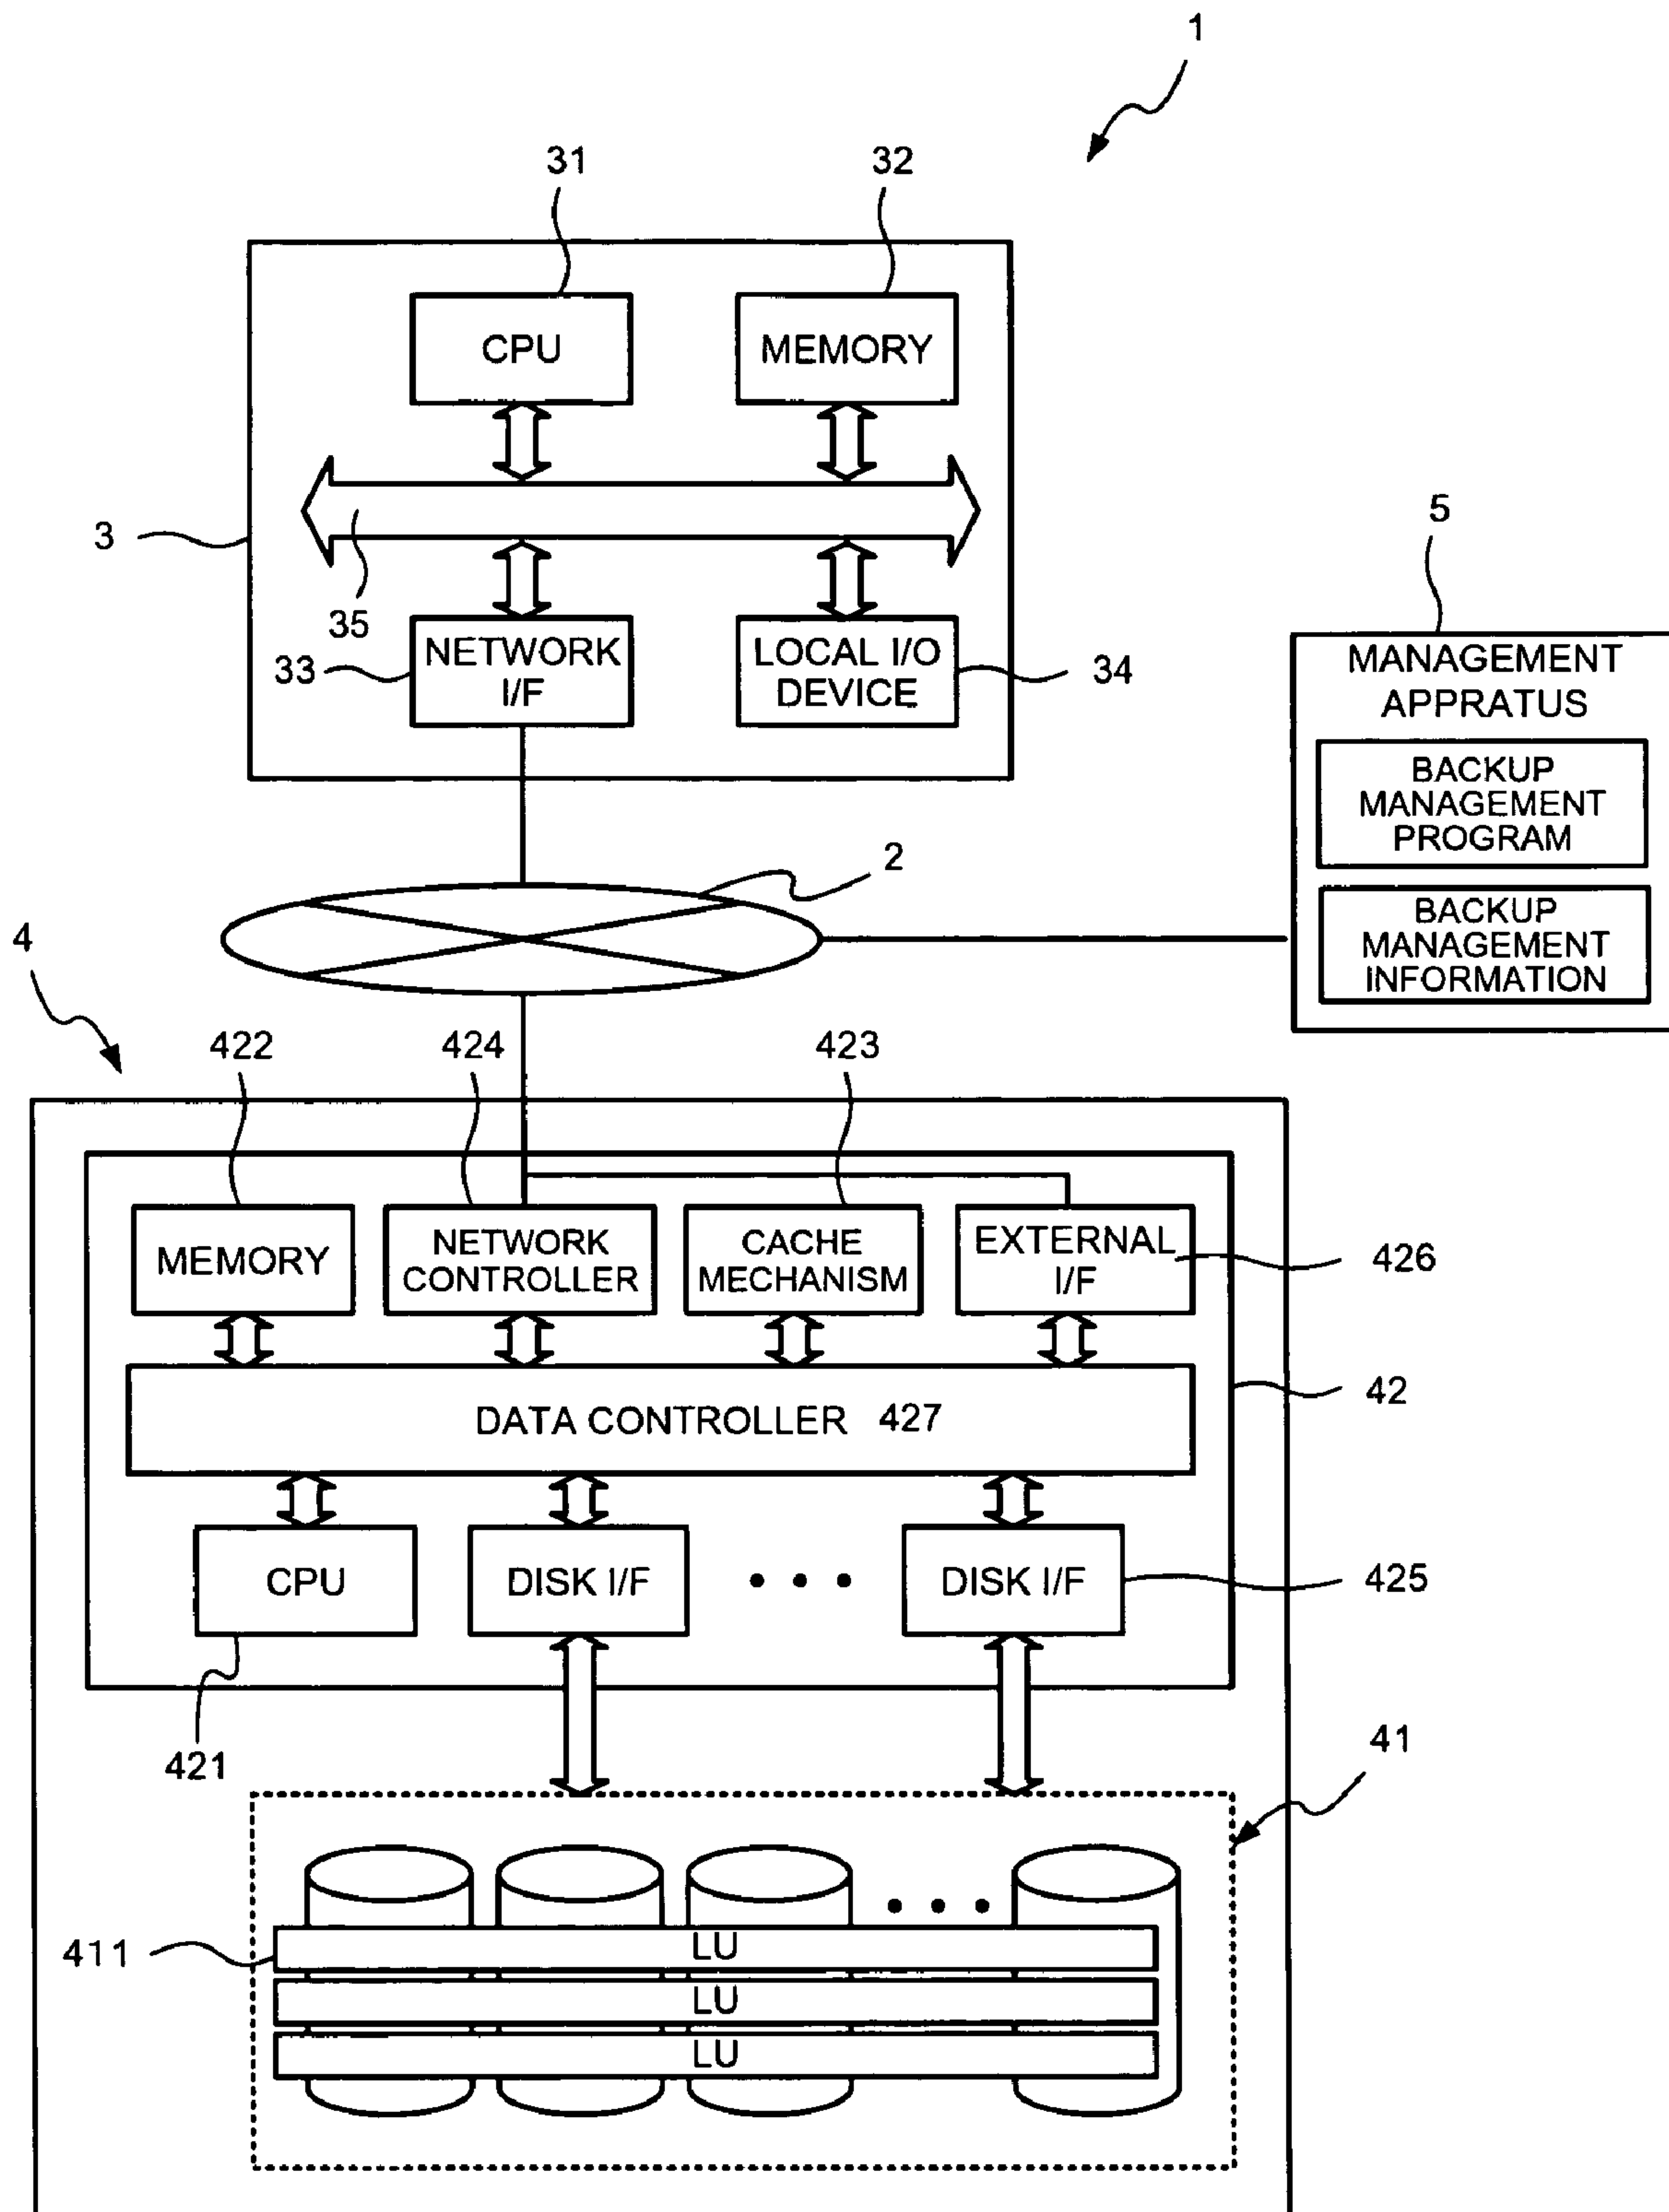 1
31
32
CPU
MEMORY
3
35
5
33
NETWORK
I/F
LOCAL I/O
DEVICE
34
MANAGEMENT
APPRATUS
BACKUP
MANAGEMENT
PROGRAM
2
BACKUP
MANAGEMENT
INFORMATION
4
422
424
423
MEMORY
NETWORK
CONTROLLER
CACHE
MECHANISM
EXTERNAL
I/F
426
DATA CONTROLLER 427
42
CPU
DISK I/F
DISK I/F
425
421
41
411
LU
LU
LU